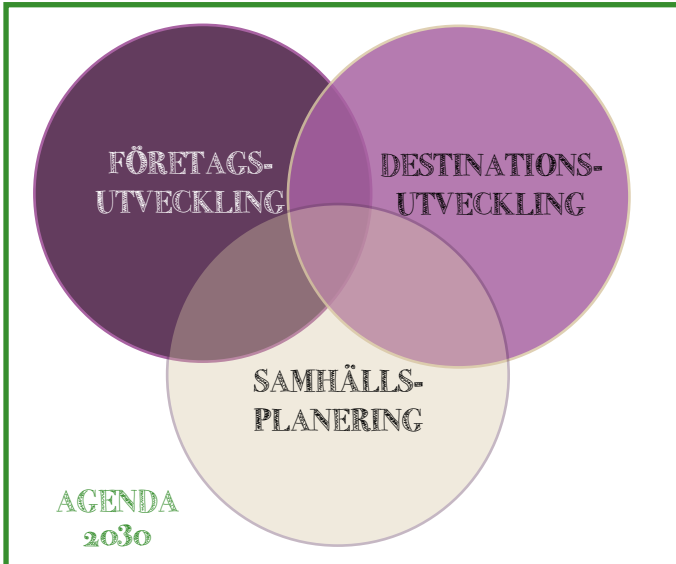 FÖRETAGS-
UTVECKLING
DESTINATIONS-
UTVECKLING
SAMHÄLLS-
PLANERING
AGENDA
2030